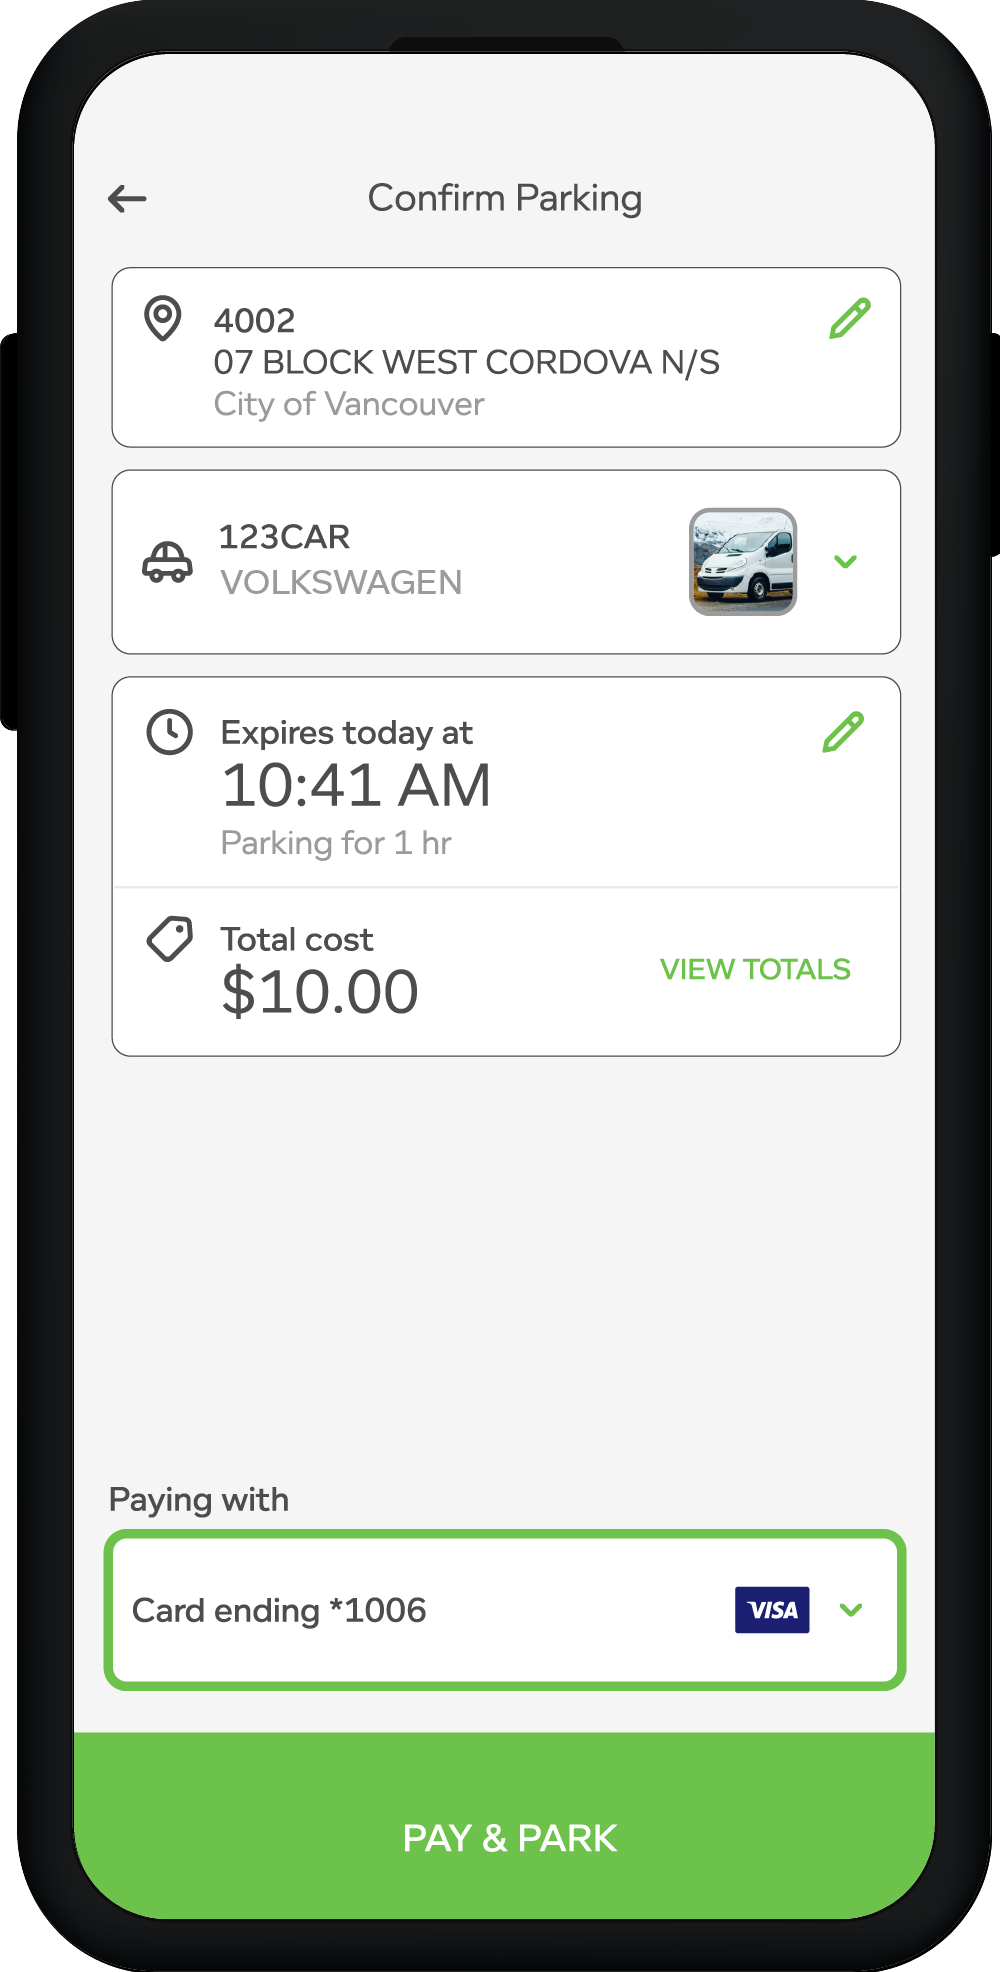 Confirm Parking
4002
07 BLOCK WEST CORDOVA N/S
City of Vancouver
123CAR
VOLKSWAGEN
Expires today at
10:41 AM
Parking for 1 hr
Total cost
$10.00
VIEW TOTALS
Paying with
Card ending *1006
VISA
PAY & PARK